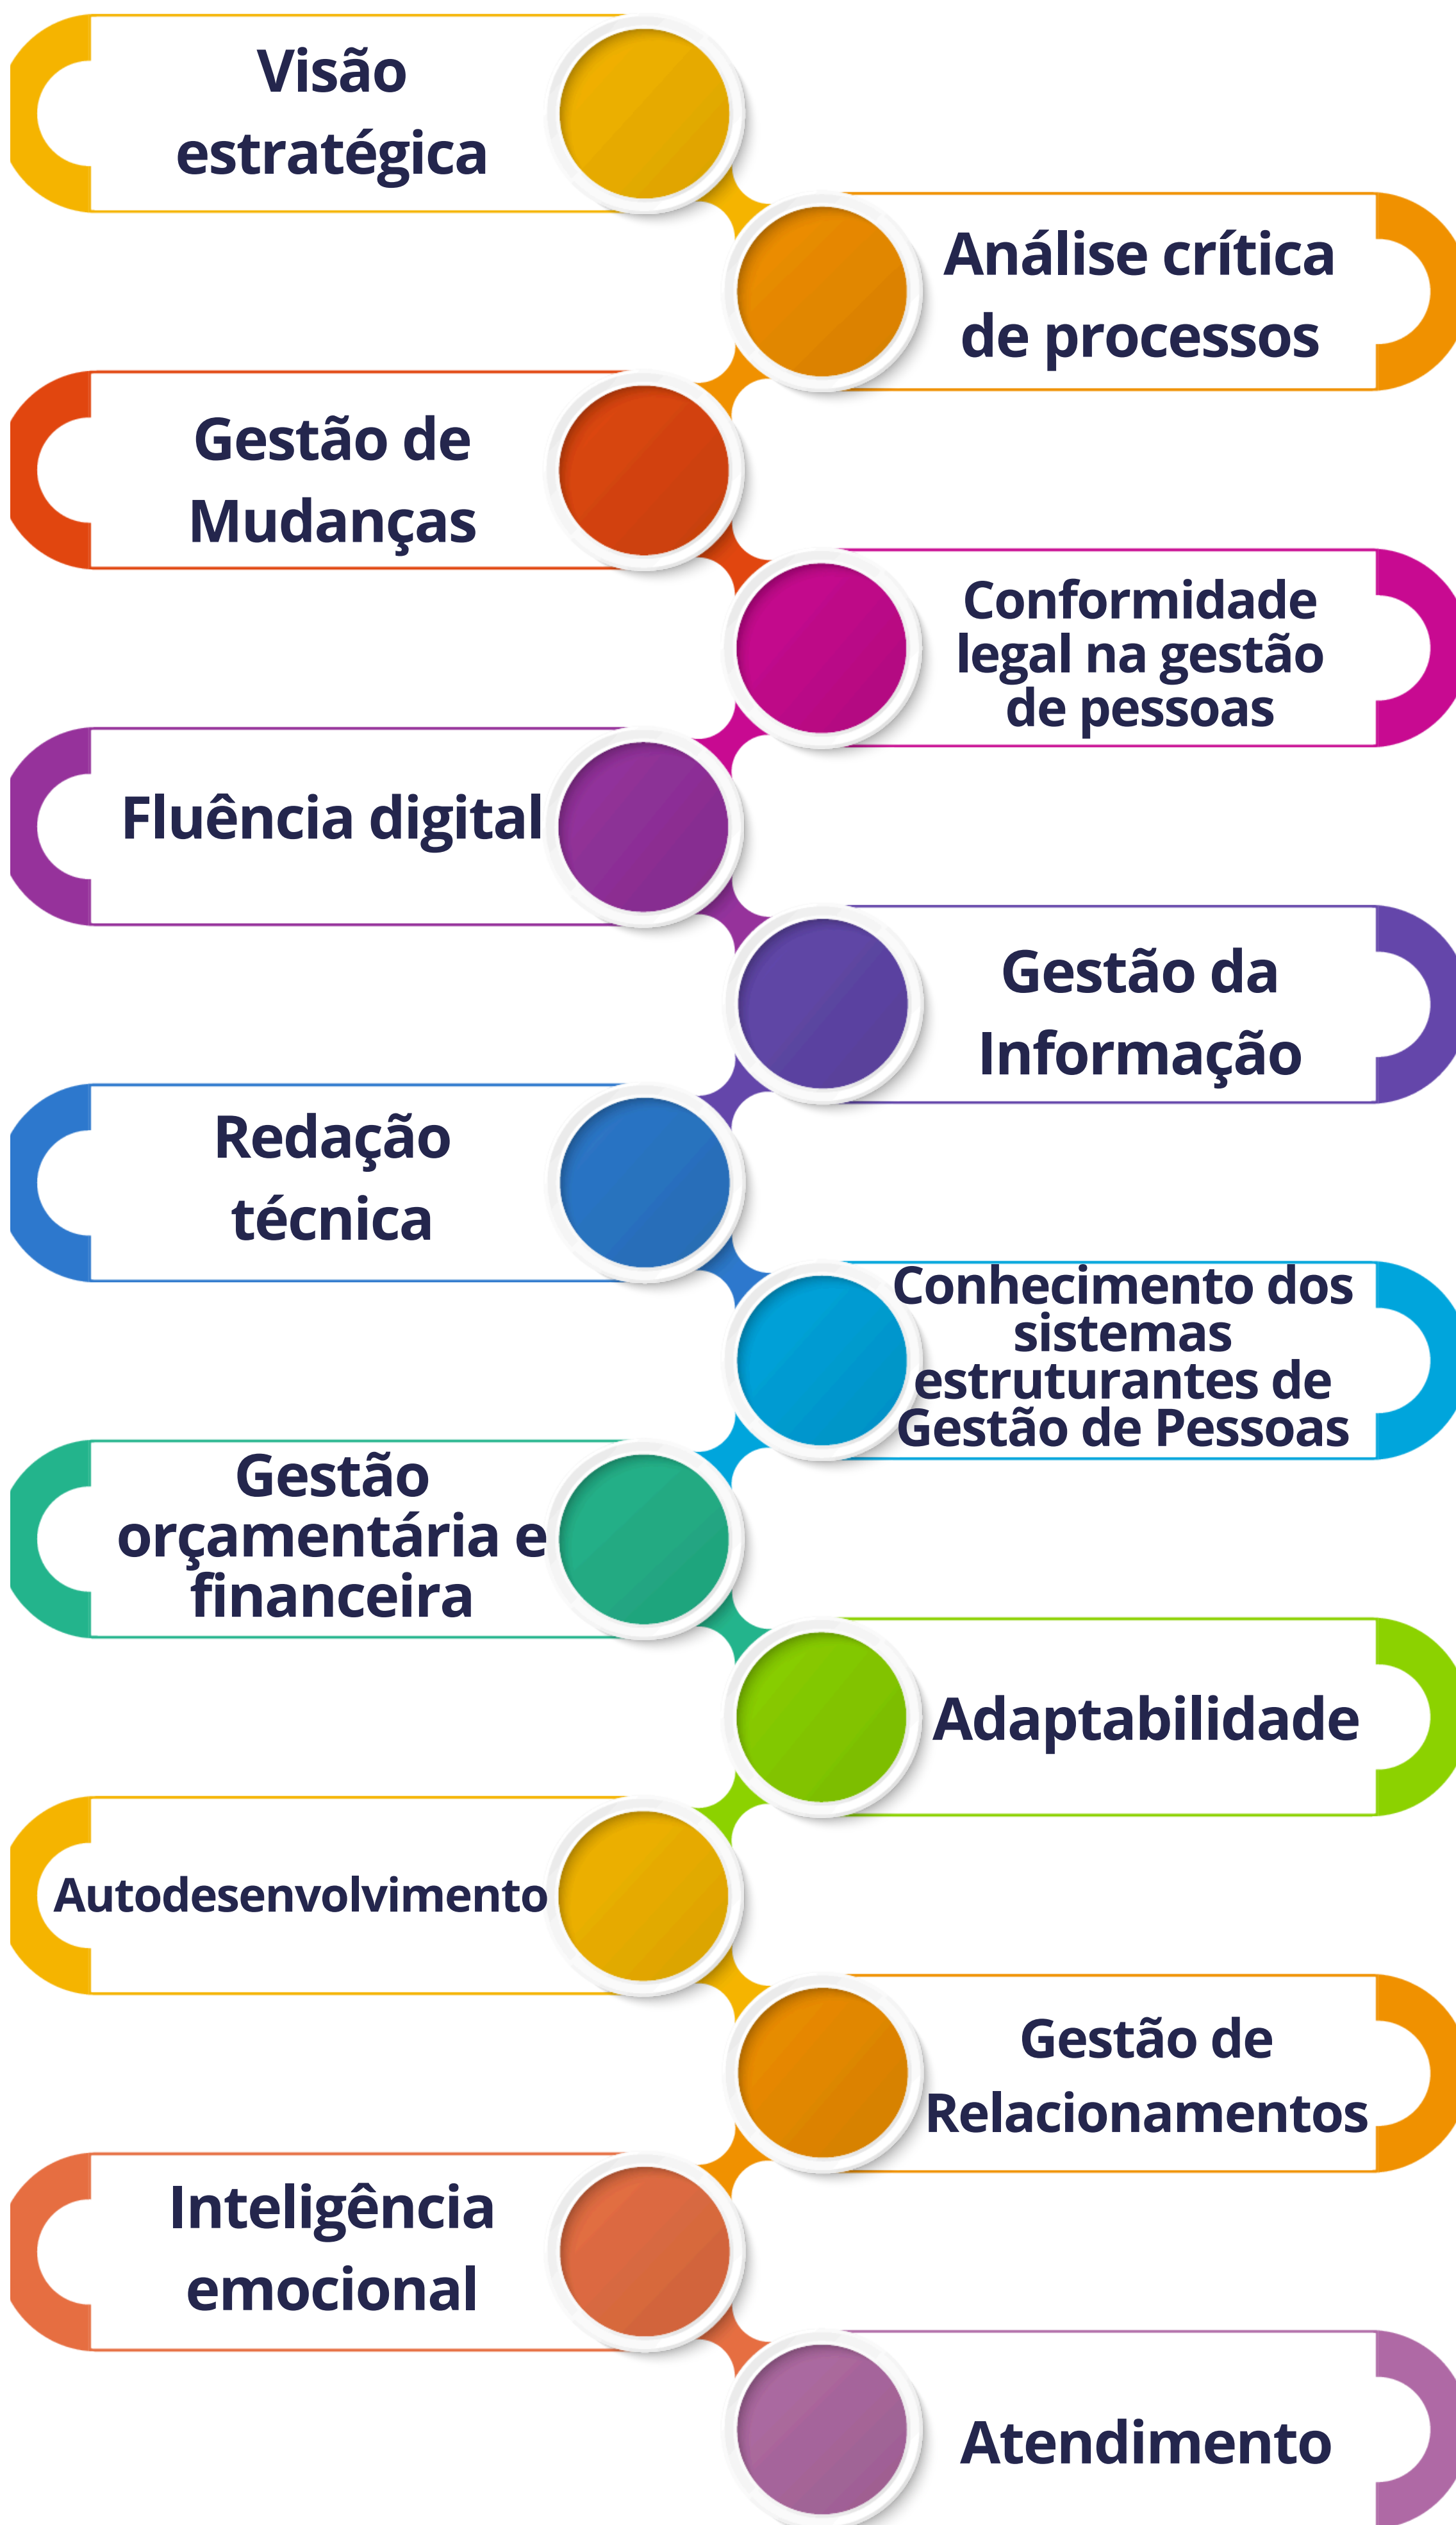 Visão
estratégica
Análise crítica
de processos
Gestão de
Mudanças
Conformidade
legal na gestão
de pessoas
Fluência digital
Gestão da
Informação
Redação
técnica
Conhecimento dos
sistemas
estruturantes de
Gestão de Pessoas
Gestão
orçamentária e
financeira
Adaptabilidade
Autodesenvolvimento
Gestão de
Relacionamentos
Inteligência
emocional
Atendimento